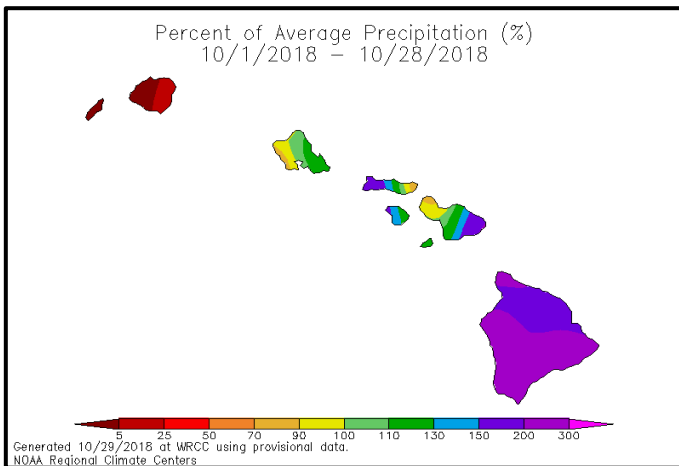 Percent of Average Precipitation (%)
10/1/2018 – 10/28/2018
5 25 50 70 90 100 110 130 150 200 300
Generated 10/29/2018 at WRCC using provisional data.
NOAA Regional Climate Centers